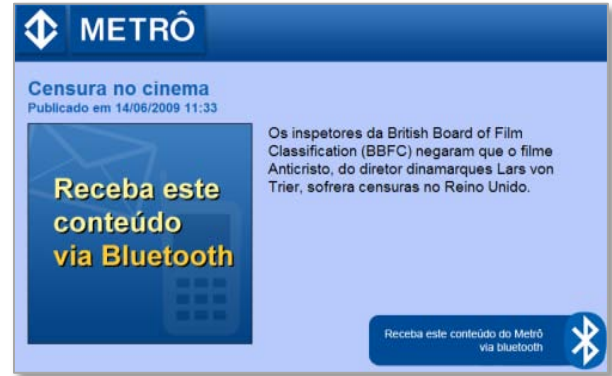 METRÔ
Censura no cinema
Publicado em 14/06/2009 11:33
Receba este
conteúdo
via Bluetooth
Os inspetores da British Board of Film
Classification (BBFC) negaram que o filme
Anticristo, do diretor dinamarques Lars von
Trier, sofrera censuras no Reino Unido.
Receba este conteúdo do Metrô
via bluetooth